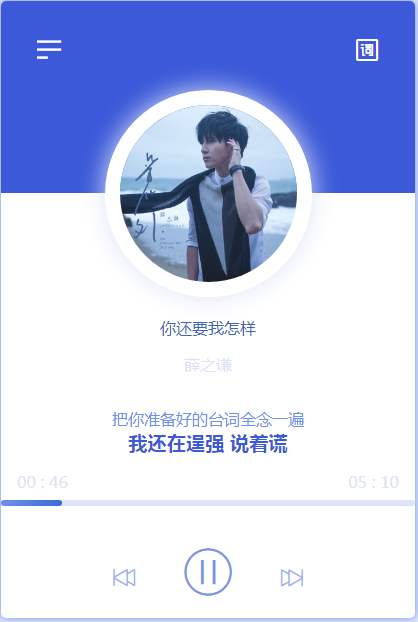 词
你还要我怎样
薛之谦
把你准备好的台词全念一遍
我还在逞强 说着谎
00 : 46
05 : 10